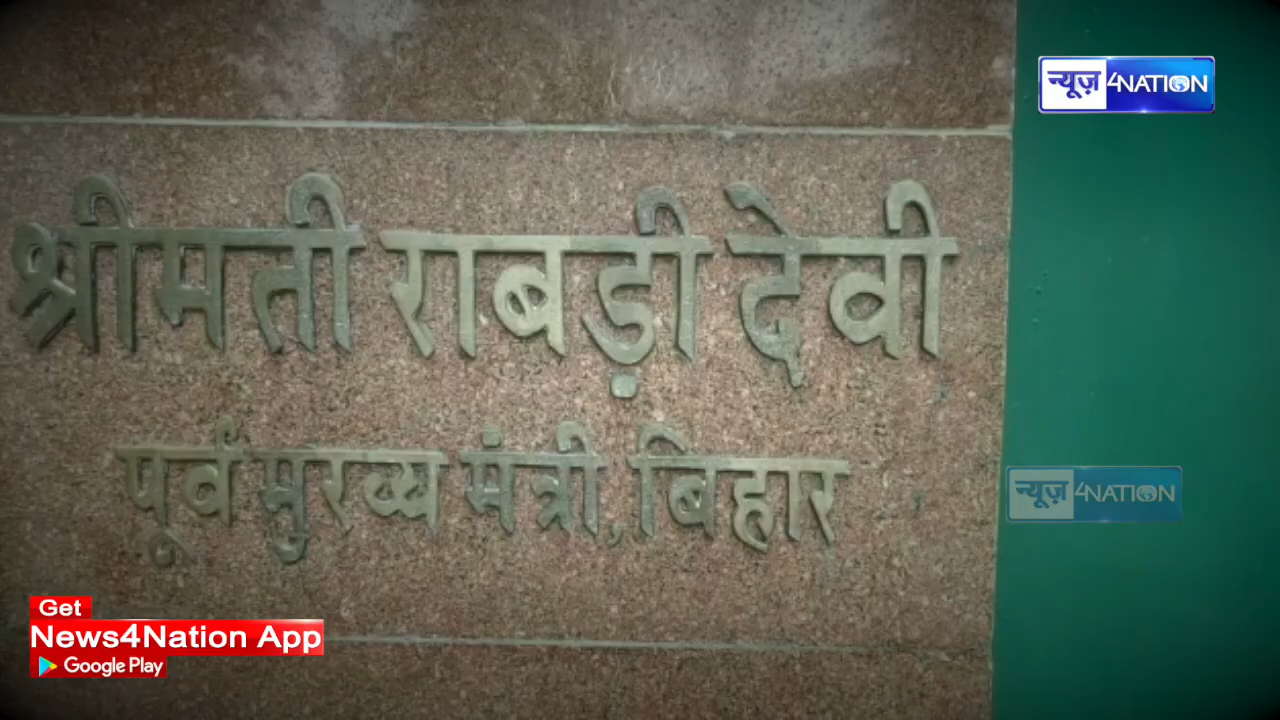 न्यूज़ 4NATION
श्रीमती राबड़ी देवी
पूर्व मुख्य मंत्री, बिहार
न्यूज़ 4NATION
Get
News4Nation App
Google Play